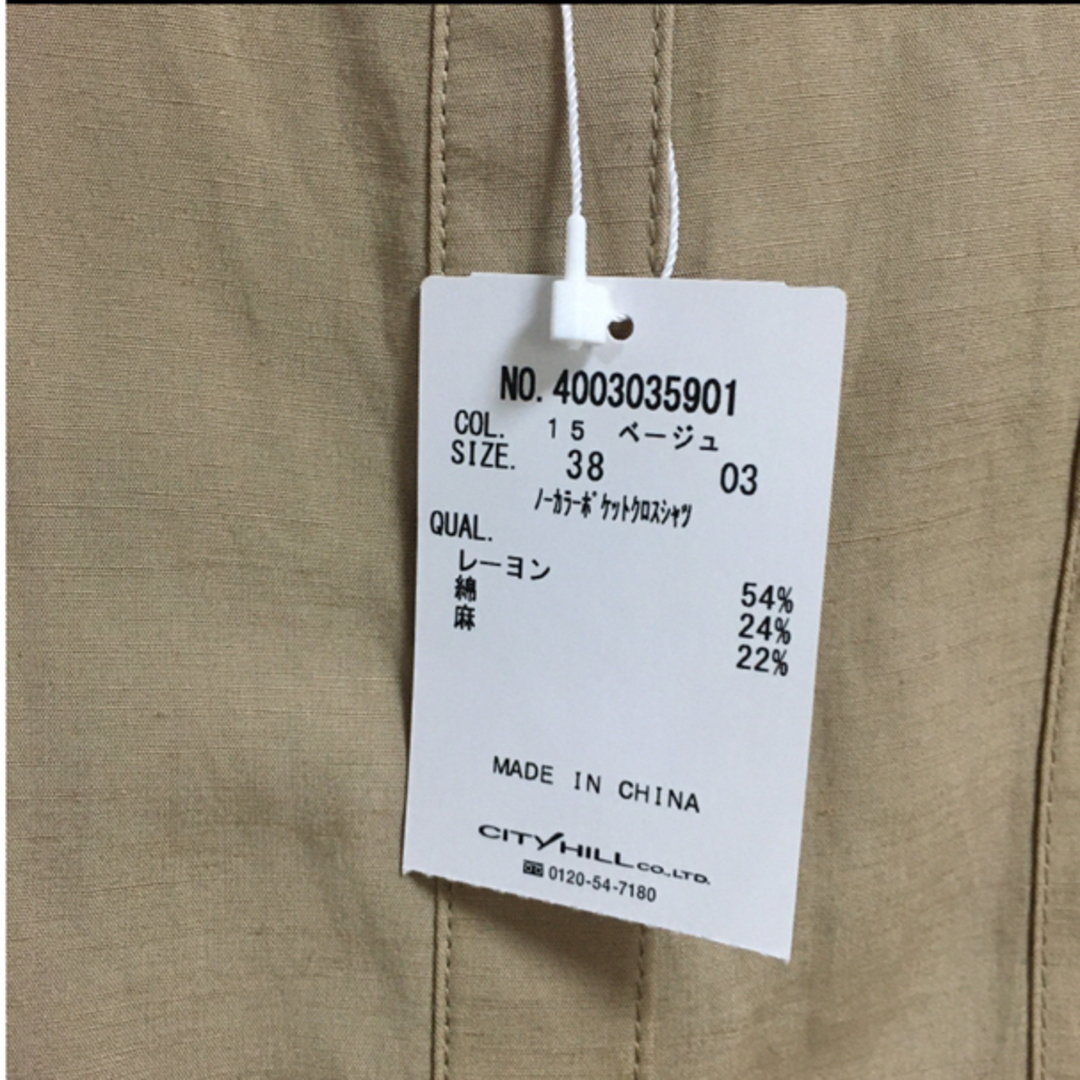 NO. 4003035901
COL. 15 ベージュ
SIZE. 38 03
ﾉｰｶﾗｰﾎﾟｹｯﾄｸﾛｽｼｬﾂ
QUAL.
レーヨン 54%
綿 24%
麻 22%
MADE IN CHINA
CITY HILL CO.,LTD.
0120-54-7180